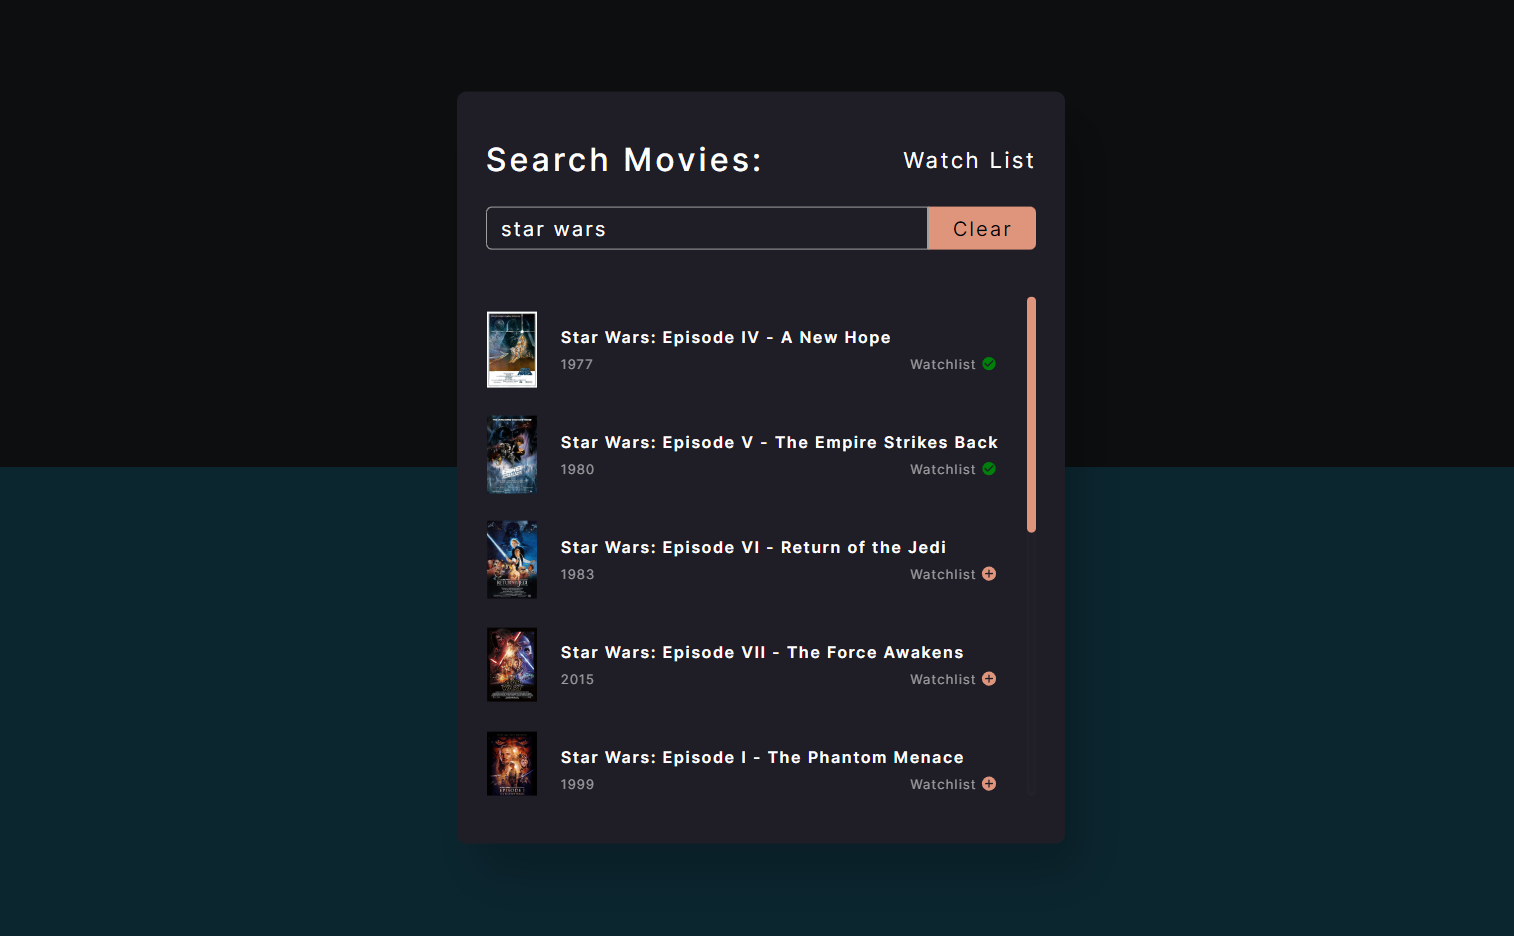 Search Movies:
Watch List
star wars
Clear
Star Wars: Episode IV - A New Hope
1977
Watchlist
Star Wars: Episode V - The Empire Strikes Back
1980
Watchlist
Star Wars: Episode VI - Return of the Jedi
1983
Watchlist
Star Wars: Episode VII - The Force Awakens
2015
Watchlist
Star Wars: Episode I - The Phantom Menace
1999
Watchlist